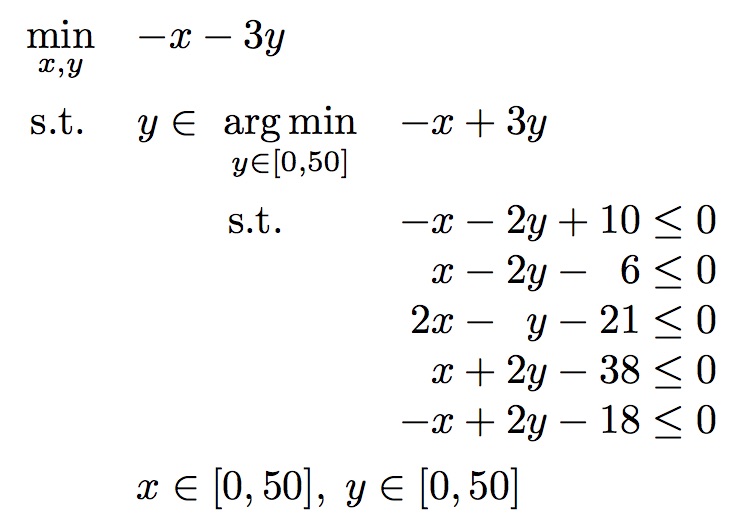 min x,y −x − 3y
s.t. y ∈ arg min y∈[0,50] −x + 3y
s.t. −x − 2y + 10 ≤ 0
x − 2y − 6 ≤ 0
2x − y − 21 ≤ 0
x + 2y − 38 ≤ 0
−x + 2y − 18 ≤ 0
x ∈ [0, 50], y ∈ [0, 50]